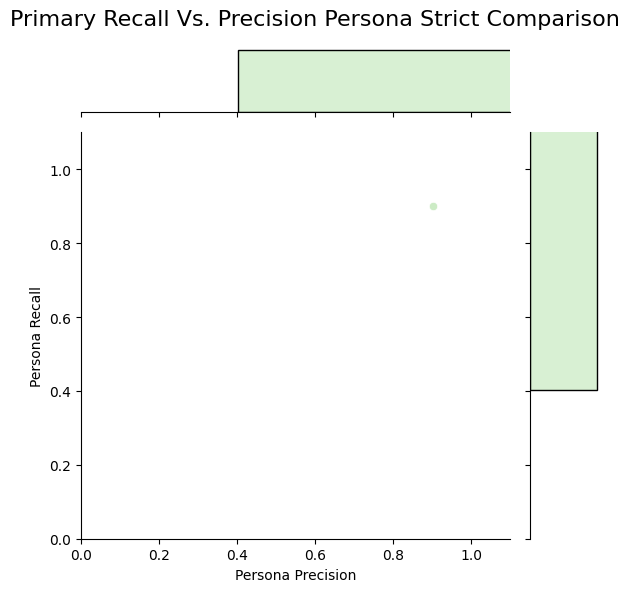 Primary Recall Vs. Precision Persona Strict Comparison
1.0
0.8
0.6
0.4
0.2
0.0
Persona Recall
0.0 0.2 0.4 0.6 0.8 1.0
Persona Precision